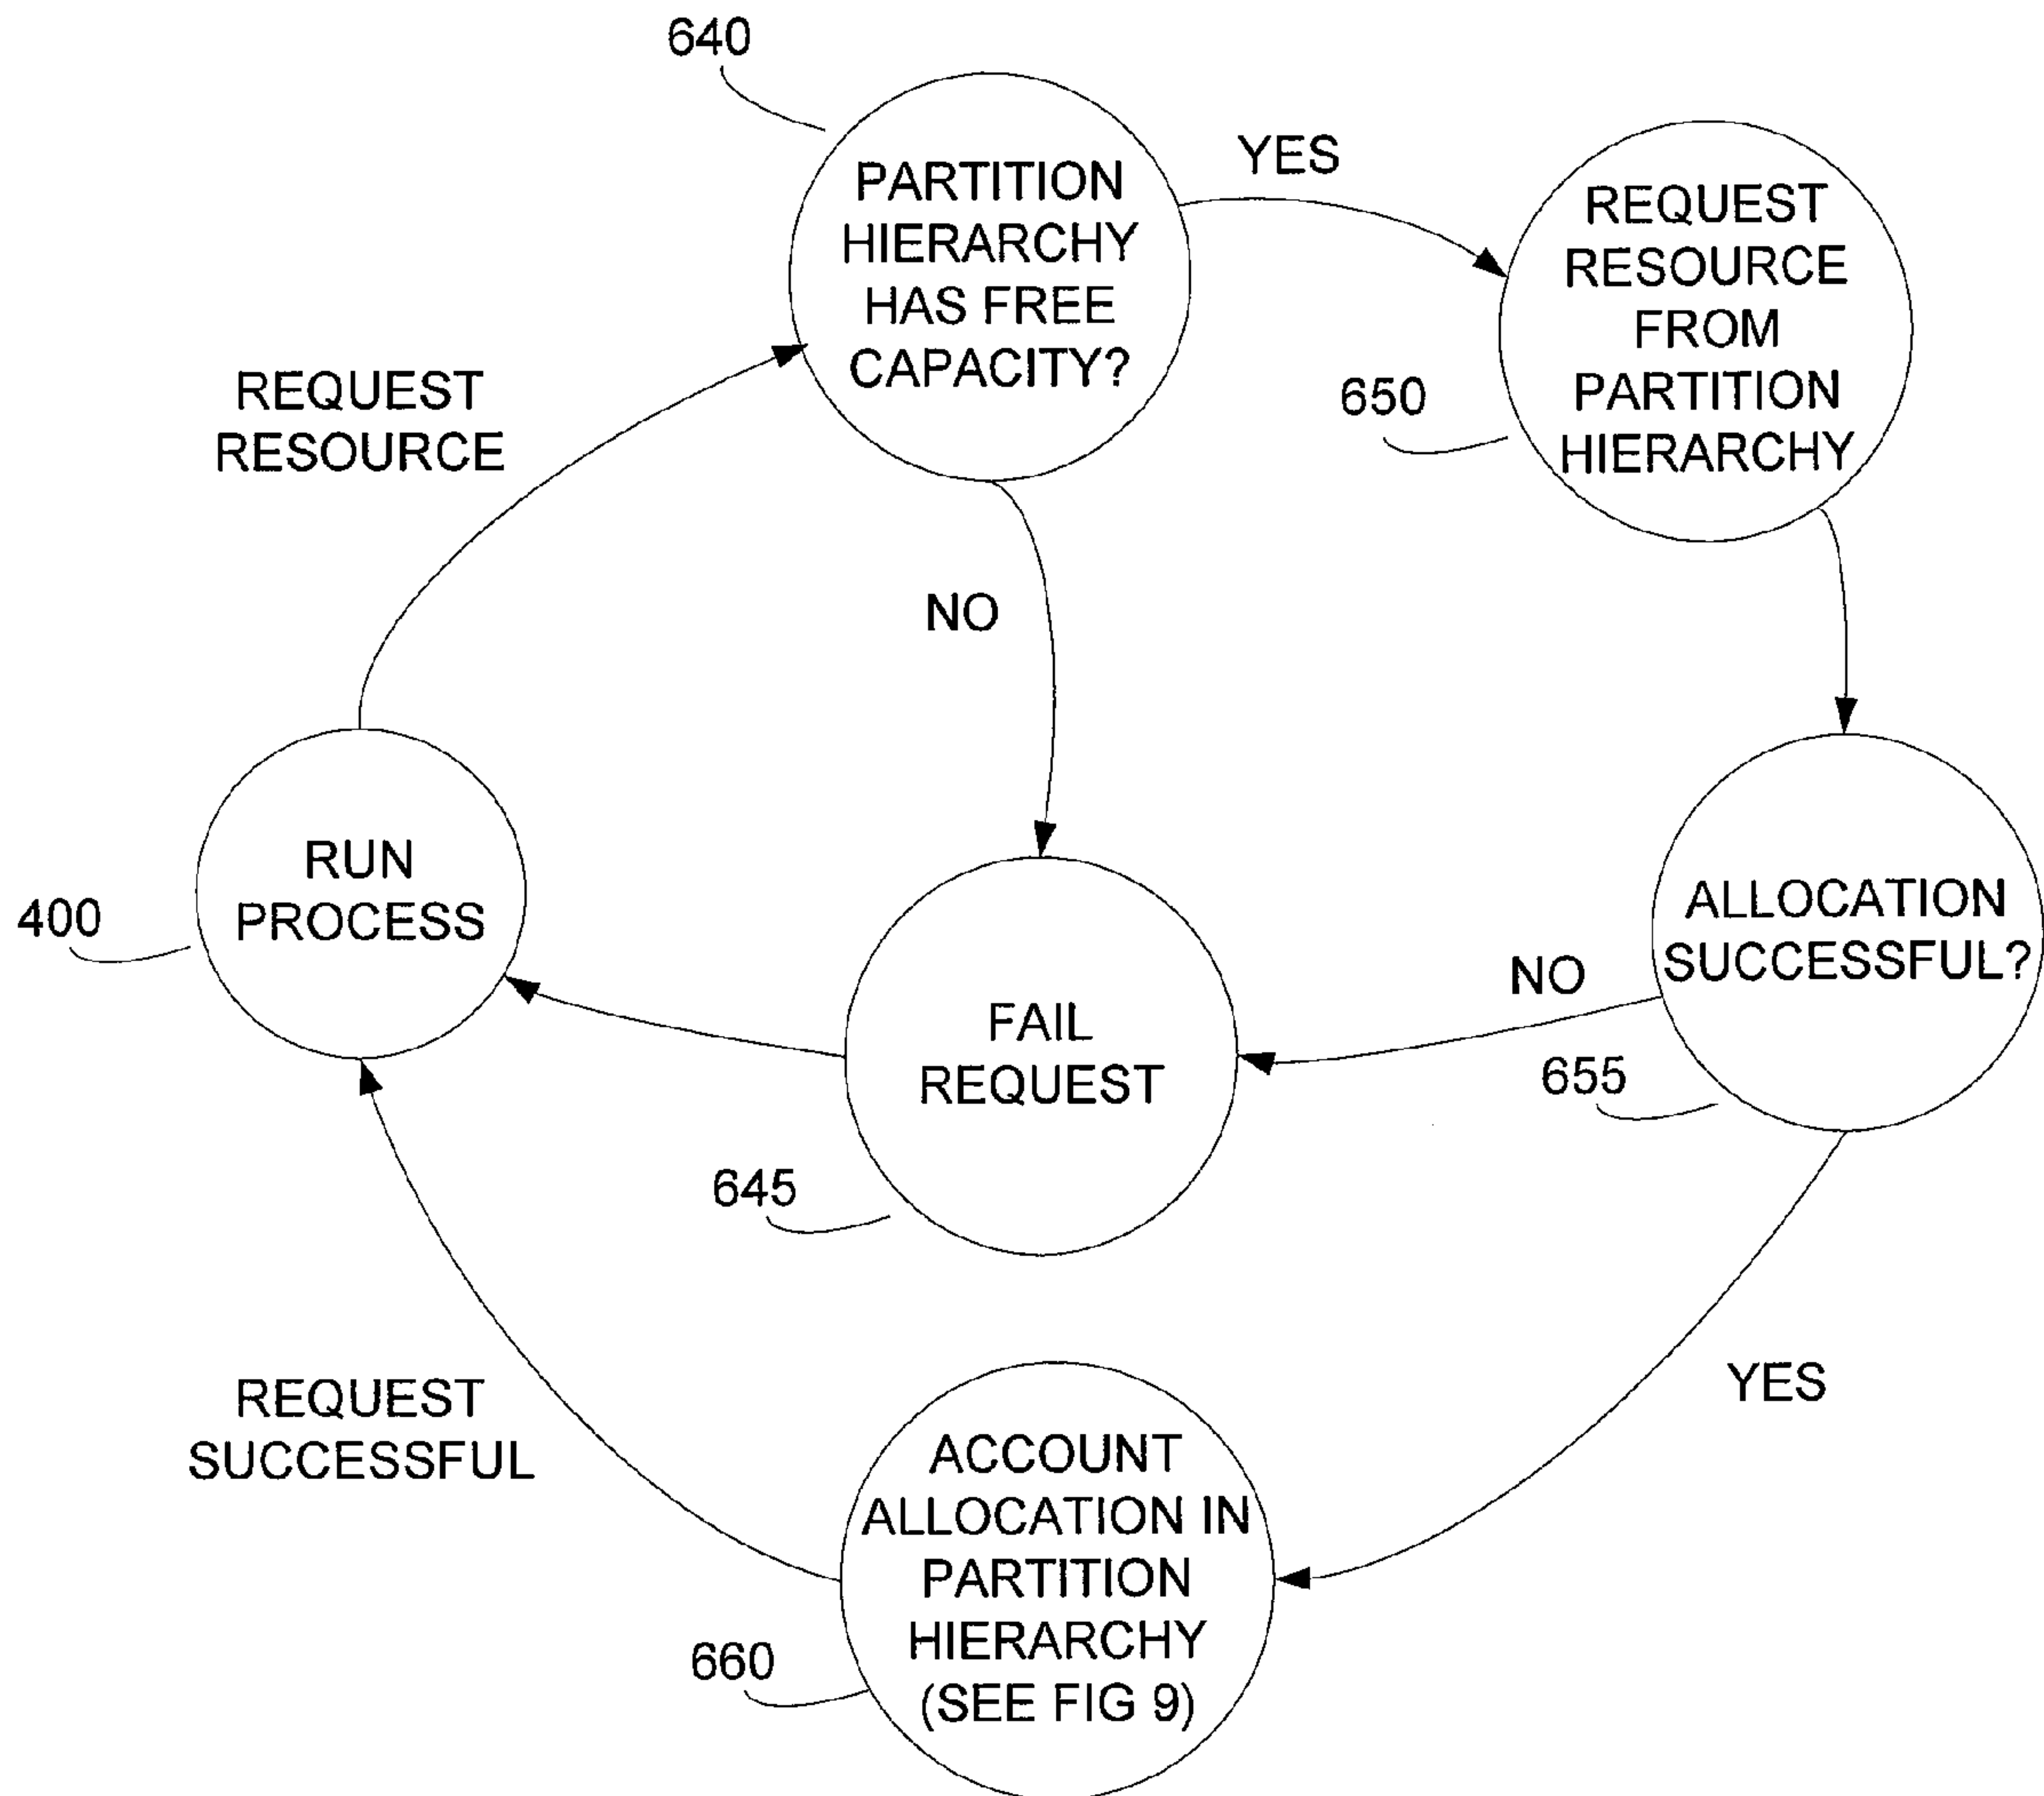 640
PARTITION
HIERARCHY
HAS FREE
CAPACITY?
YES
REQUEST
RESOURCE
FROM
PARTITION
HIERARCHY
650
REQUEST
RESOURCE
NO
RUN
PROCESS
400
ALLOCATION
SUCCESSFUL?
NO
655
FAIL
REQUEST
645
YES
REQUEST
SUCCESSFUL
ACCOUNT
ALLOCATION IN
PARTITION
HIERARCHY
(SEE FIG 9)
660